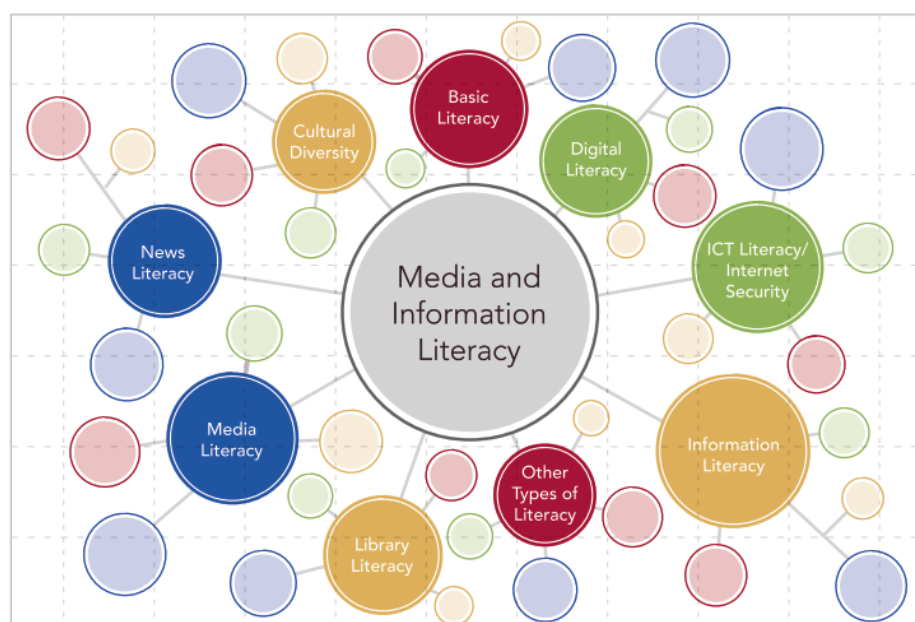 Basic
Literacy
Cultural
Diversity
Digital
Literacy
News
Literacy
ICT Literacy/
Internet
Security
Media and
Information
Literacy
Media
Literacy
Information
Literacy
Other
Types of
Literacy
Library
Literacy